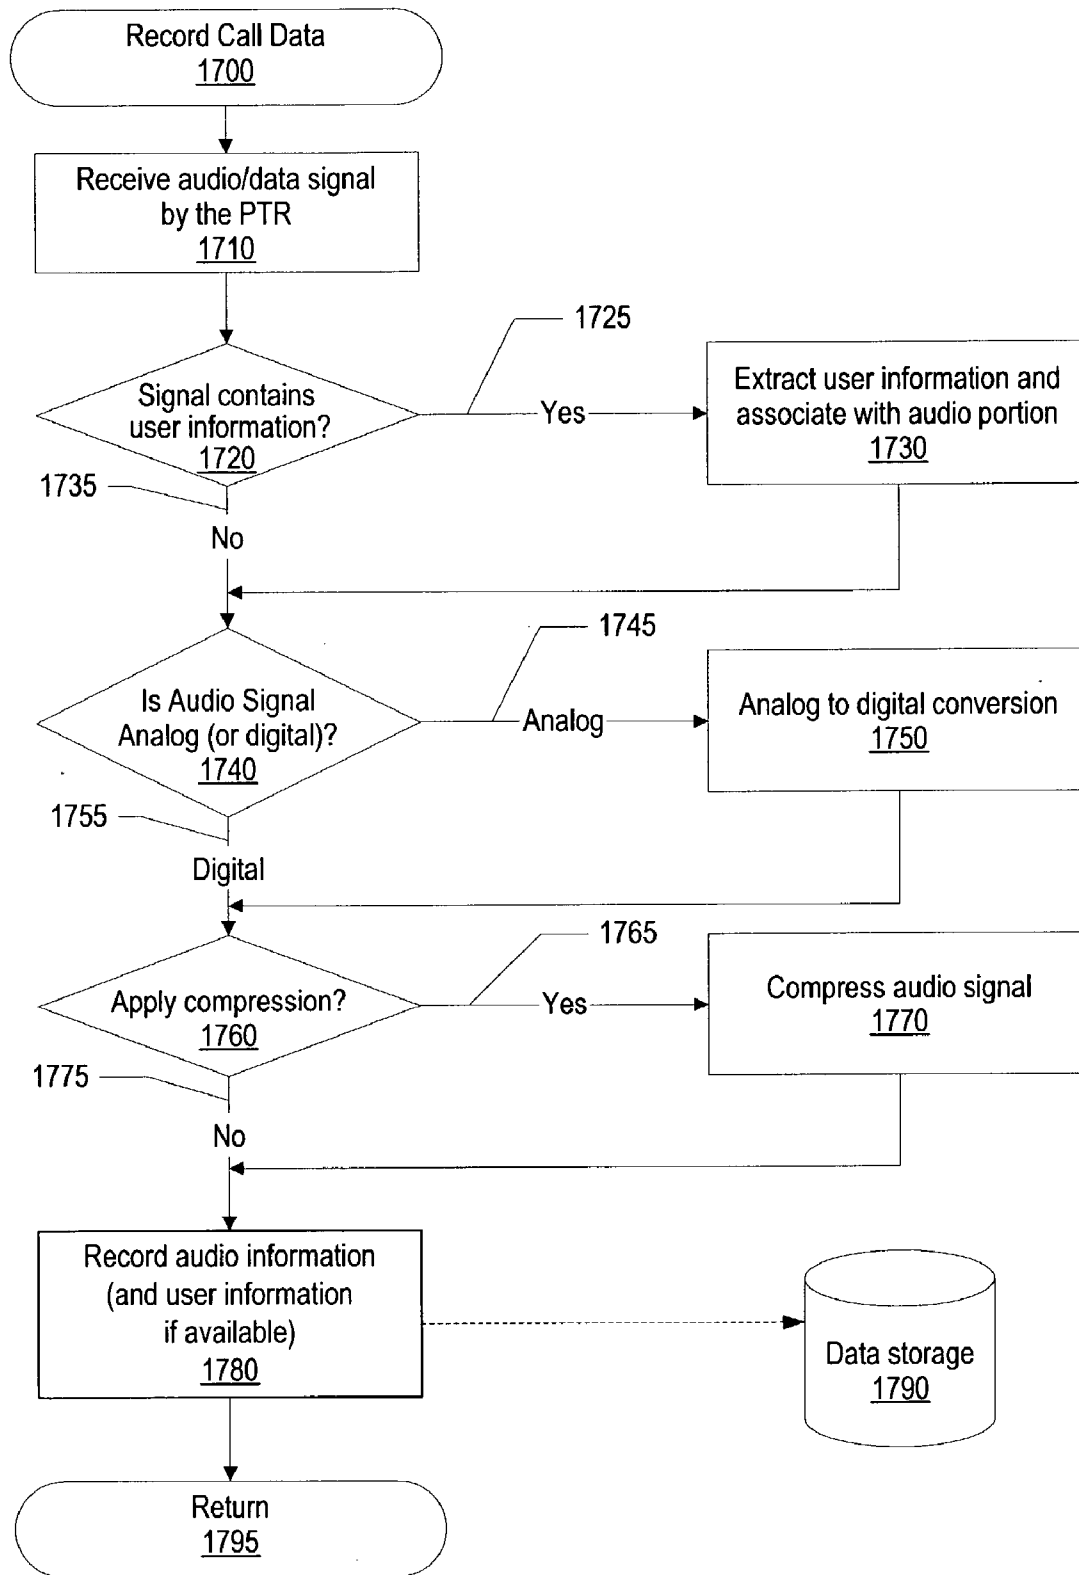 Record Call Data
1700
Receive audio/data signal
by the PTR
1710
1725
Signal contains
user information?
1720
Yes
Extract user information and
associate with audio portion
1730
1735
No
1745
Is Audio Signal
Analog (or digital)?
1740
Analog
Analog to digital conversion
1750
1755
Digital
1765
Apply compression?
1760
Yes
Compress audio signal
1770
1775
No
Record audio information
(and user information
if available)
1780
Data storage
1790
Return
1795